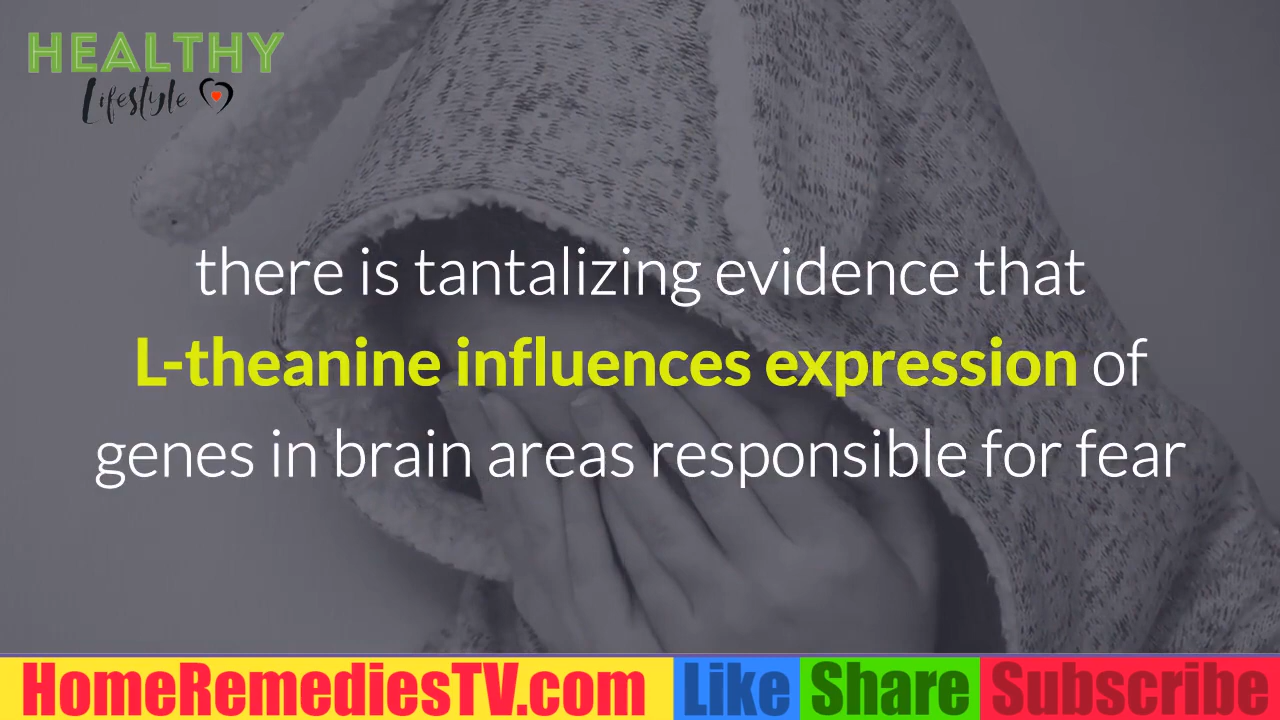 HEALTHY
Lifestyle
there is tantalizing evidence that
L-theanine influences expression of
genes in brain areas responsible for fear
HomeRemediesTV.com Like Share Subscribe